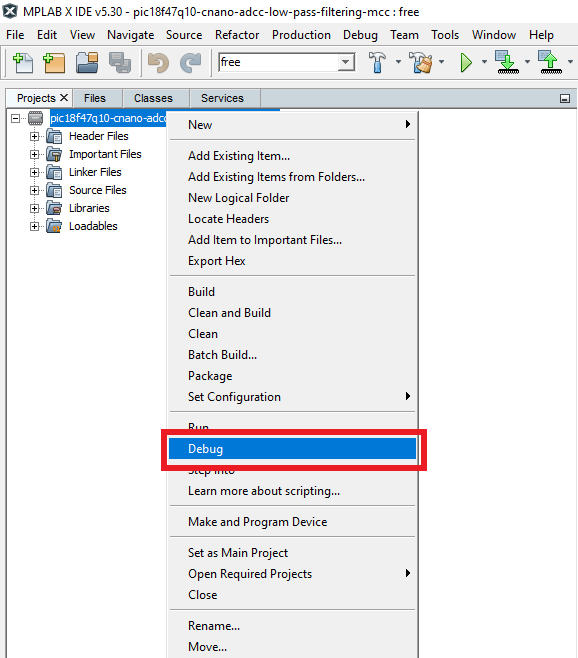 MPLAB X IDE v5.30 - pic18f47q10-cnano-adcc-low-pass-filtering-mcc : free
File Edit View Navigate Source Refactor Production Debug Team Tools Window Help
free
Projects Files Classes Services
pic18f47q10-cnano-adcc
Header Files
Important Files
Linker Files
Source Files
Libraries
Loadables
New
Add Existing Item...
Add Existing Items from Folders...
New Logical Folder
Locate Headers
Add Item to Important Files...
Export Hex
Build
Clean and Build
Clean
Batch Build...
Package
Set Configuration
Run
Debug
Step Into
Learn more about scripting...
Make and Program Device
Set as Main Project
Open Required Projects
Close
Rename...
Move...